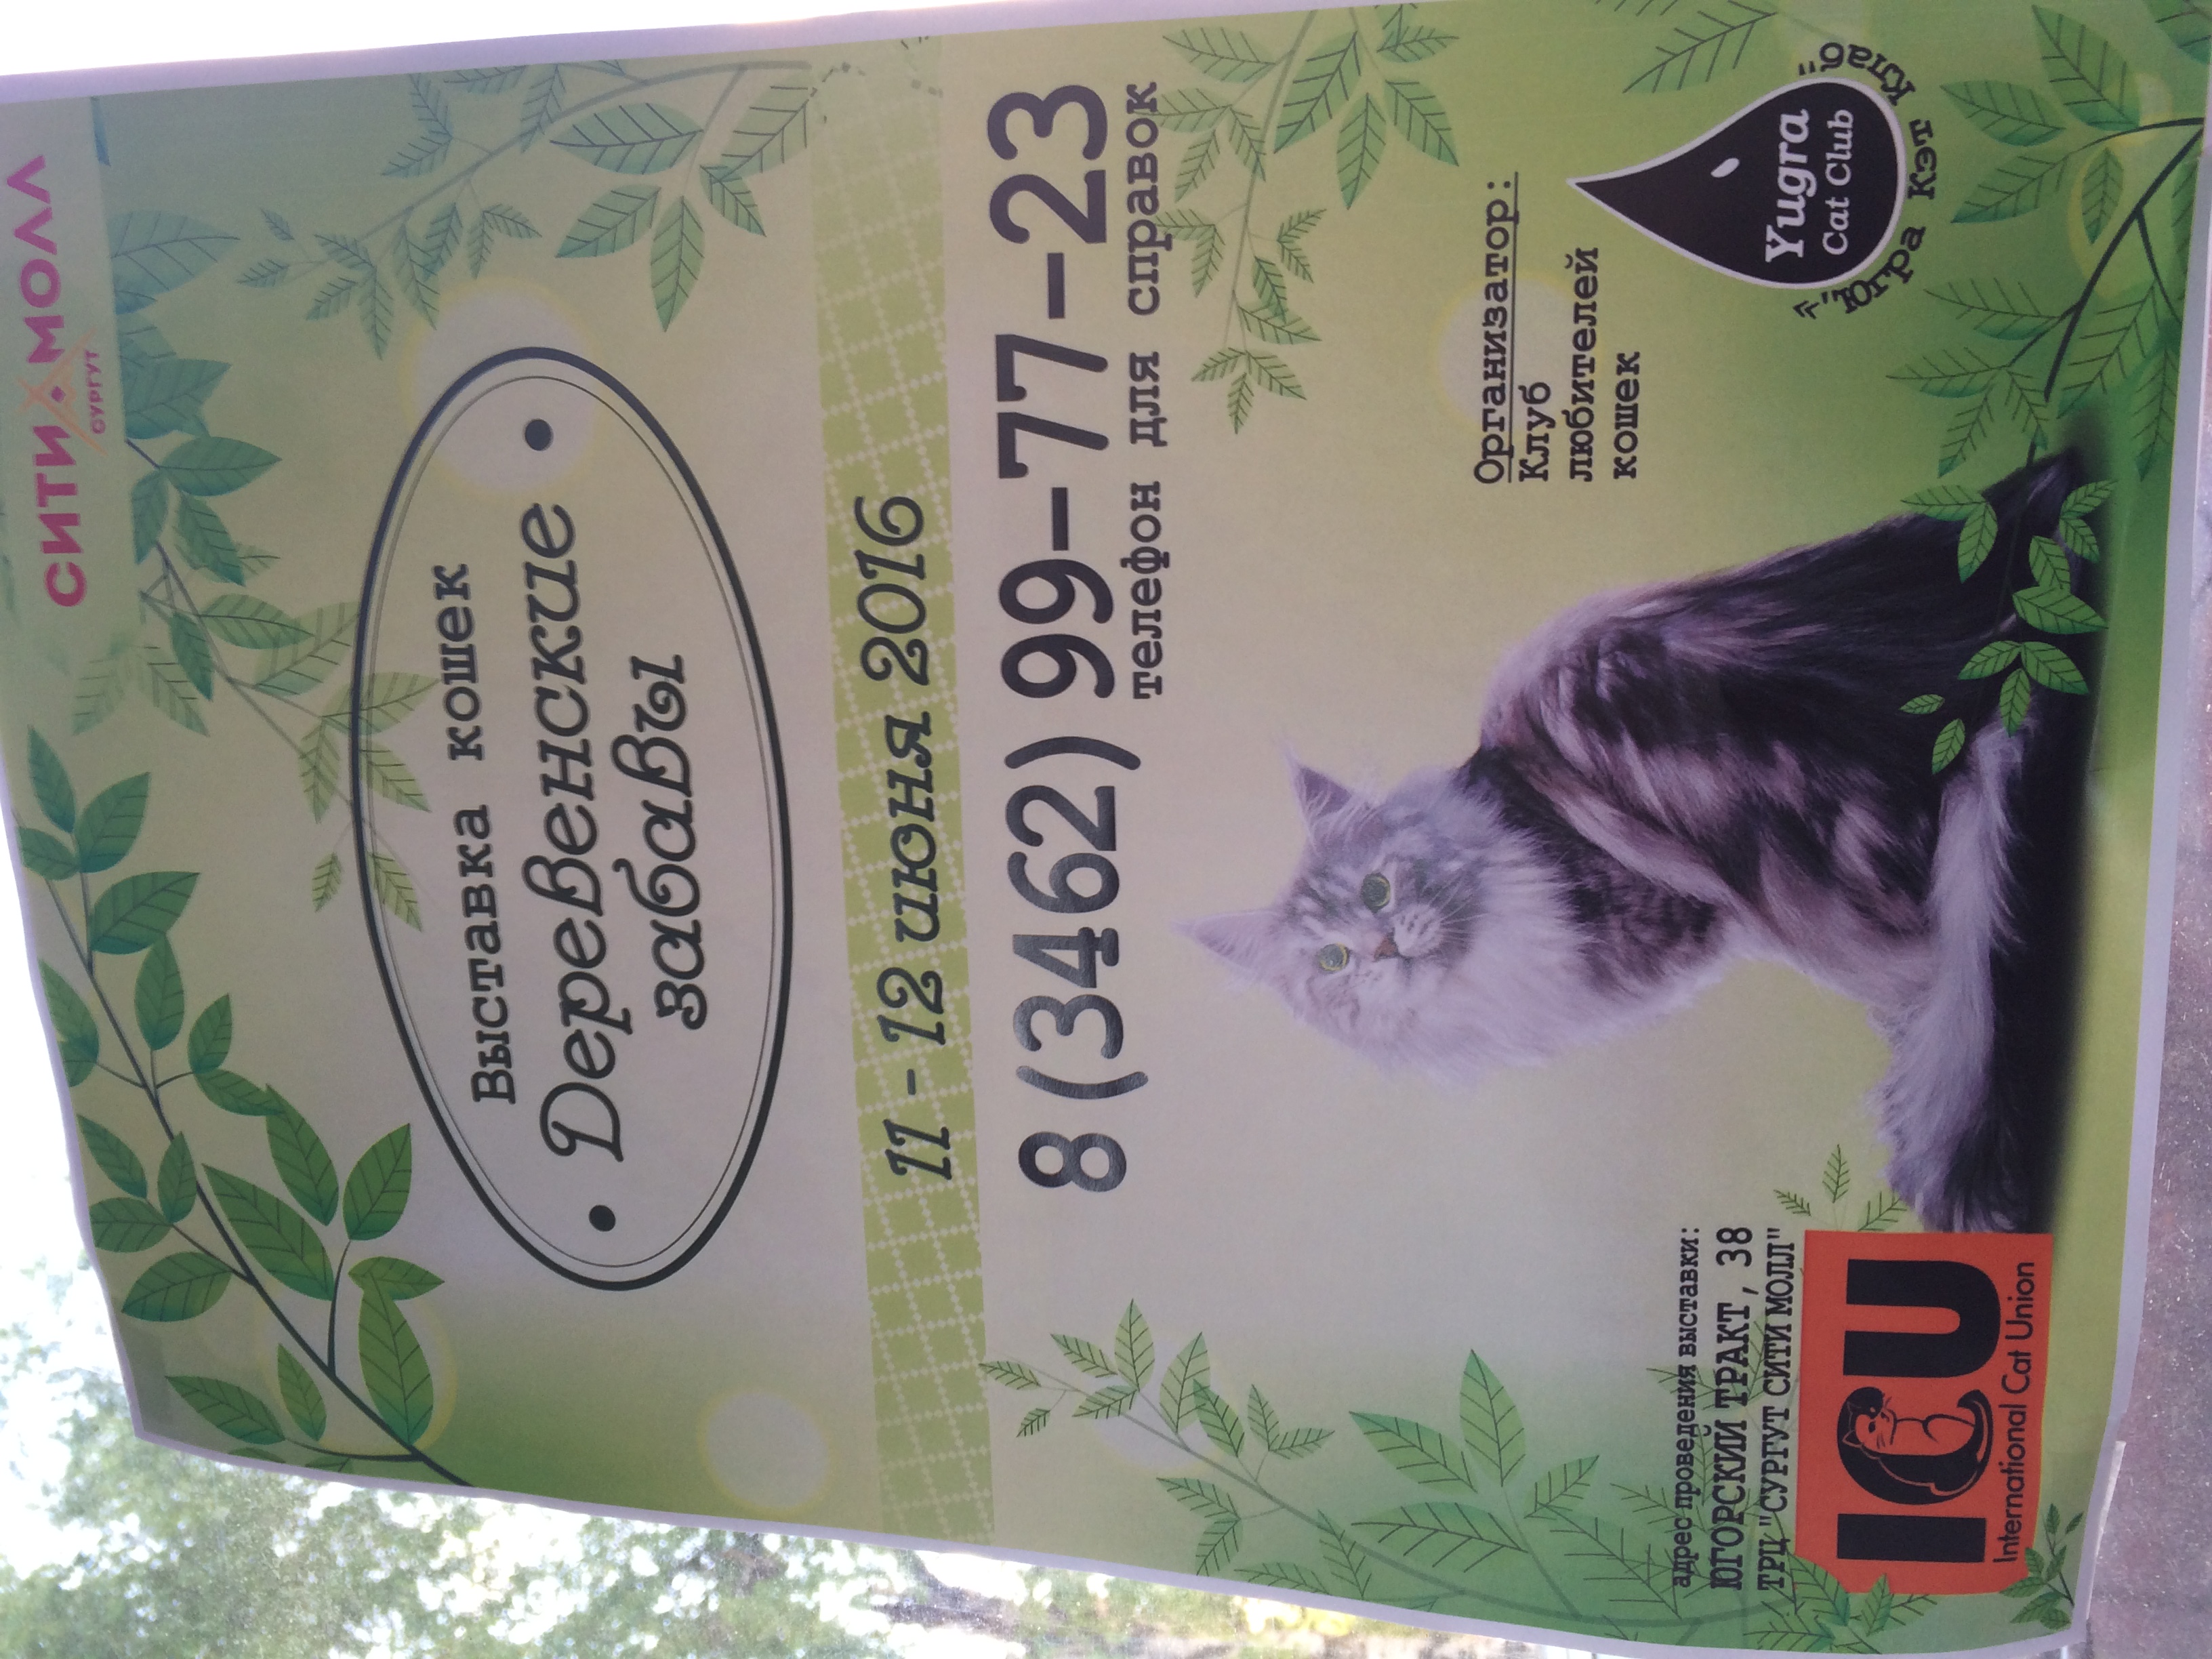 СИТИ МОЛЛ
СУРГУТ
Выставка кошек
Деревенские
забавы
11-12 июня 2016
8(3462) 99-77-23
телефон для справок
Организатор:
Клуб
любителей
кошек
Yugra
Cat Club
"Югра Кэт Клаб"
адрес проведения выставки:
ЮГОРСКИЙ ТРАКТ, 38
ТРЦ "СУРГУТ СИТИ МОЛЛ"
ICU
International Cat Union